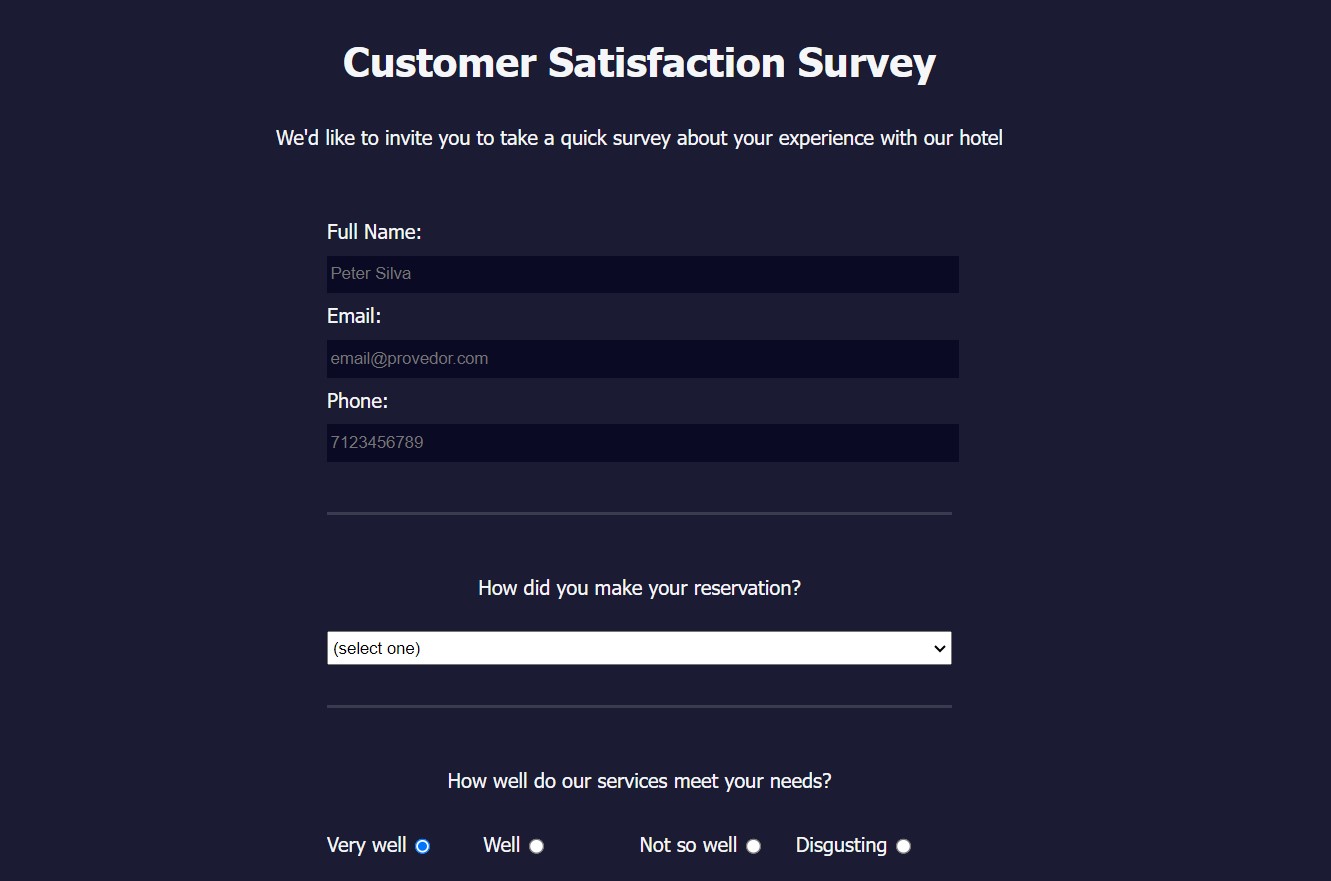 Customer Satisfaction Survey
We'd like to invite you to take a quick survey about your experience with our hotel
Full Name:
Peter Silva
Email:
email@provedor.com
Phone:
7123456789
How did you make your reservation?
(select one)
How well do our services meet your needs?
Very well Well Not so well Disgusting